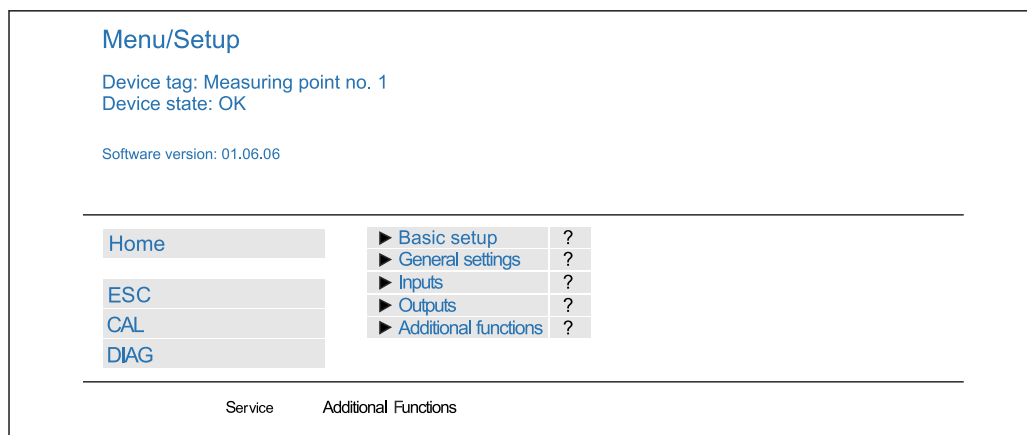 Menu/Setup
Device tag: Measuring point no. 1
Device state: OK
Software version: 01.06.06
Home
ESC
CAL
DIAG
► Basic setup ?
► General settings ?
► Inputs ?
► Outputs ?
► Additional functions ?
Service Additional Functions